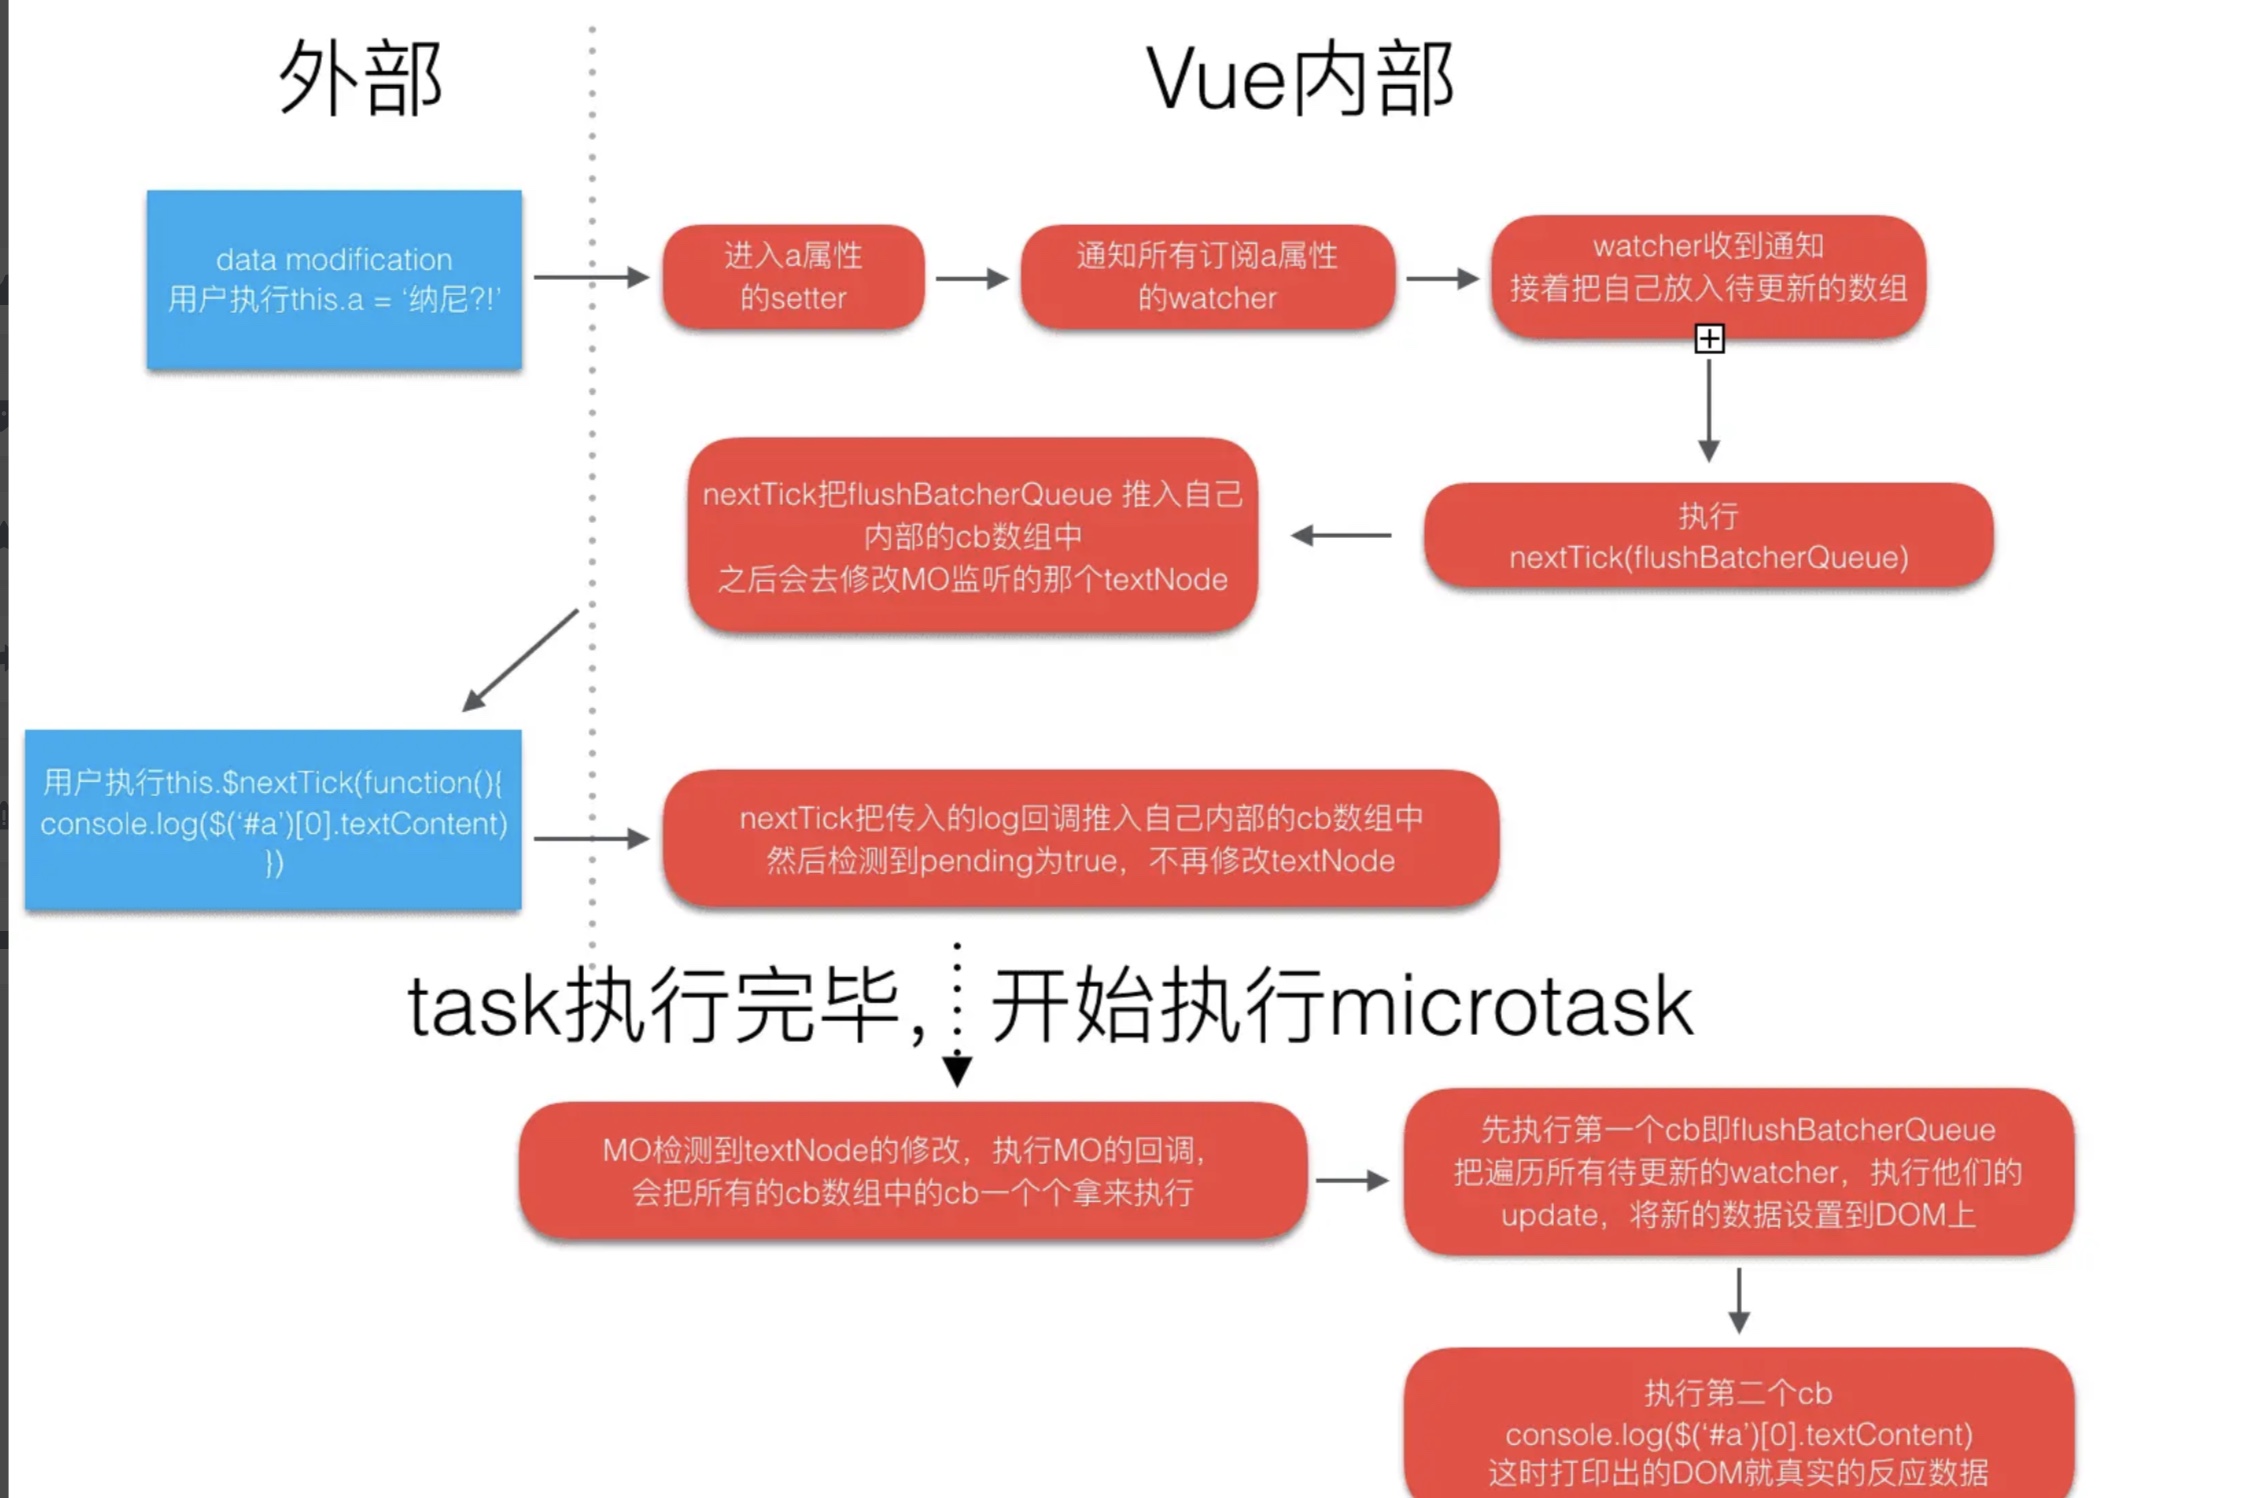 外部
Vue内部
data modification
用户执行this.a = ‘纳尼?!’
进入a属性
的setter
通知所有订阅a属性
的watcher
watcher收到通知
接着把自己放入待更新的数组
执行
nextTick(flushBatcherQueue)
nextTick把flushBatcherQueue 推入自己
内部的cb数组中
之后会去修改MO监听的那个textNode
用户执行this.$nextTick(function(){
console.log($(‘#a’)[0].textContent)
})
nextTick把传入的log回调推入自己内部的cb数组中
然后检测到pending为true，不再修改textNode
task执行完毕，开始执行microtask
MO检测到textNode的修改，执行MO的回调，
会把所有的cb数组中的cb一个个拿来执行
先执行第一个cb即flushBatcherQueue
把遍历所有待更新的watcher，执行他们的
update，将新的数据设置到DOM上
执行第二个cb
console.log($(‘#a’)[0].textContent)
这时打印出的DOM就真实的反应数据